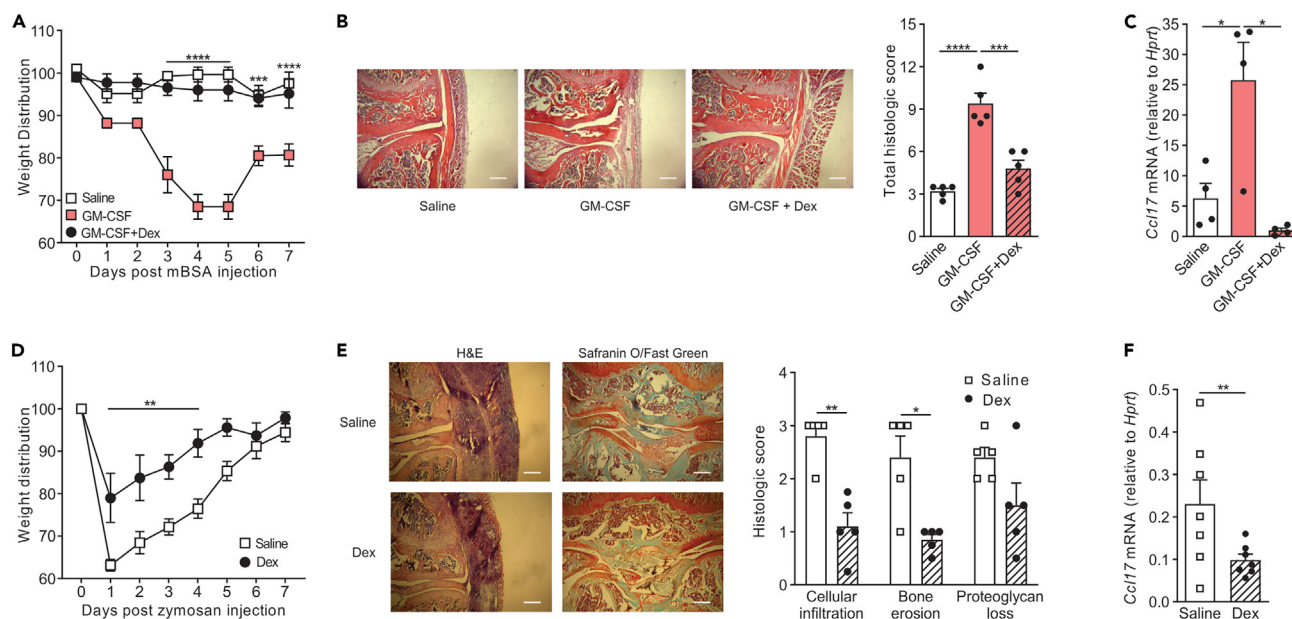 A
110
100
90
80
70
60
Weight Distribution
****
***
****
Saline
GM-CSF
GM-CSF+Dex
0 1 2 3 4 5 6 7
Days post mBSA injection
B
Saline
GM-CSF
GM-CSF + Dex
Total histologic score
15
12
9
6
3
0
****
***
Saline
GM-CSF
GM-CSF+Dex
C
Ccl17 mRNA (relative to Hprt)
35
30
25
20
15
10
5
0
*
*
Saline
GM-CSF
GM-CSF+Dex
D
110
100
90
80
70
60
Weight distribution
**
Saline
Dex
0 1 2 3 4 5 6 7
Days post zymosan injection
E
H&E
Safranin O/Fast Green
Saline
Dex
Histologic score
4
3
2
1
0
Saline
Dex
**
*
Cellular infiltration
Bone erosion
Proteoglycan loss
F
Ccl17 mRNA (relative to Hprt)
0.5
0.4
0.3
0.2
0.1
0.0
**
Saline
Dex